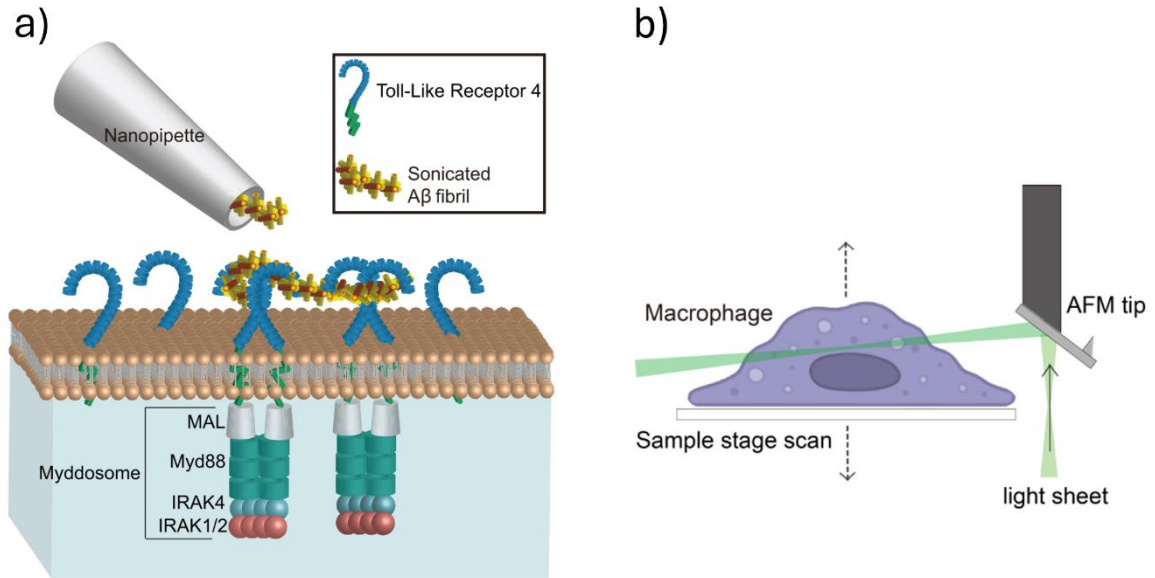 a)
Nanopipette
Toll-Like Receptor 4
Sonicated
Aβ fibril
MAL
Myddosome
Myd88
IRAK4
IRAK1/2
b)
Macrophage
AFM tip
Sample stage scan
light sheet